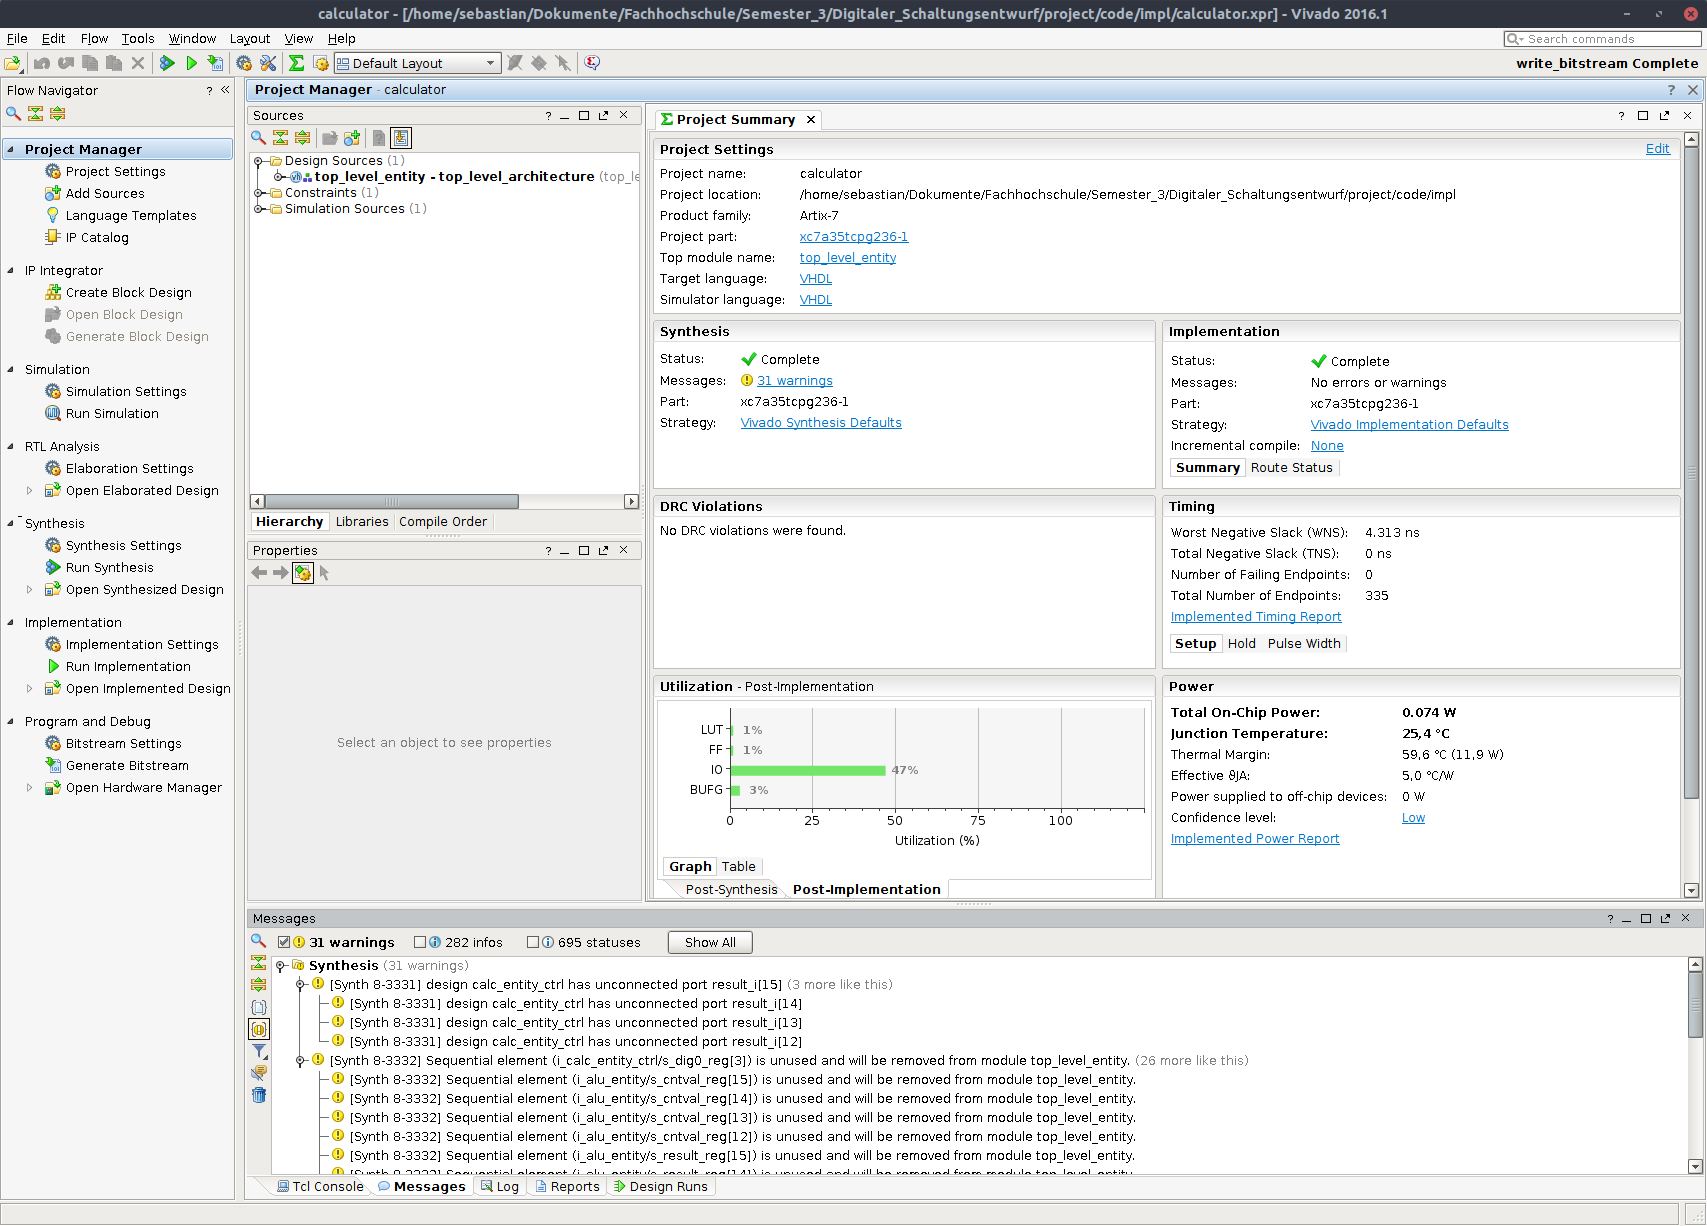 calculator - [/home/sebastian/Dokumente/Fachhochschule/Semester_3/Digitaler_Schaltungsentwurf/project/code/impl/calculator.xpr] - Vivado 2016.1
File Edit Flow Tools Window Layout View Help
Search commands
Default Layout
write_bitstream Complete
Flow Navigator
Project Manager
Project Settings
Add Sources
Language Templates
IP Catalog
IP Integrator
Create Block Design
Open Block Design
Generate Block Design
Simulation
Simulation Settings
Run Simulation
RTL Analysis
Elaboration Settings
Open Elaborated Design
Synthesis
Synthesis Settings
Run Synthesis
Open Synthesized Design
Implementation
Implementation Settings
Run Implementation
Open Implemented Design
Program and Debug
Bitstream Settings
Generate Bitstream
Open Hardware Manager
Project Manager - calculator
Sources
Design Sources (1)
top_level_entity - top_level_architecture (top_le
Constraints (1)
Simulation Sources (1)
Hierarchy Libraries Compile Order
Properties
Select an object to see properties
Project Summary
Project Settings
Edit
Project name: calculator
Project location: /home/sebastian/Dokumente/Fachhochschule/Semester_3/Digitaler_Schaltungsentwurf/project/code/impl
Product family: Artix-7
Project part: xc7a35tcpg236-1
Top module name: top_level_entity
Target language: VHDL
Simulator language: VHDL
Synthesis
Status: Complete
Messages: 31 warnings
Part: xc7a35tcpg236-1
Strategy: Vivado Synthesis Defaults
Implementation
Status: Complete
Messages: No errors or warnings
Part: xc7a35tcpg236-1
Strategy: Vivado Implementation Defaults
Incremental compile: None
Summary Route Status
DRC Violations
No DRC violations were found.
Timing
Worst Negative Slack (WNS): 4.313 ns
Total Negative Slack (TNS): 0 ns
Number of Failing Endpoints: 0
Total Number of Endpoints: 335
Implemented Timing Report
Setup Hold Pulse Width
Utilization - Post-Implementation
LUT 1%
FF 1%
IO 47%
BUFG 3%
0 25 50 75 100
Utilization (%)
Graph Table
Post-Synthesis Post-Implementation
Power
Total On-Chip Power: 0.074 W
Junction Temperature: 25,4 °C
Thermal Margin: 59,6 °C (11,9 W)
Effective ϑJA: 5,0 °C/W
Power supplied to off-chip devices: 0 W
Confidence level: Low
Implemented Power Report
Messages
31 warnings 282 infos 695 statuses Show All
Synthesis (31 warnings)
[Synth 8-3331] design calc_entity_ctrl has unconnected port result_i[15] (3 more like this)
[Synth 8-3331] design calc_entity_ctrl has unconnected port result_i[14]
[Synth 8-3331] design calc_entity_ctrl has unconnected port result_i[13]
[Synth 8-3331] design calc_entity_ctrl has unconnected port result_i[12]
[Synth 8-3332] Sequential element (i_calc_entity_ctrl/s_dig0_reg[3]) is unused and will be removed from module top_level_entity. (26 more like this)
[Synth 8-3332] Sequential element (i_alu_entity/s_cntval_reg[15]) is unused and will be removed from module top_level_entity.
[Synth 8-3332] Sequential element (i_alu_entity/s_cntval_reg[14]) is unused and will be removed from module top_level_entity.
[Synth 8-3332] Sequential element (i_alu_entity/s_cntval_reg[13]) is unused and will be removed from module top_level_entity.
[Synth 8-3332] Sequential element (i_alu_entity/s_cntval_reg[12]) is unused and will be removed from module top_level_entity.
[Synth 8-3332] Sequential element (i_alu_entity/s_result_reg[15]) is unused and will be removed from module top_level_entity.
[Synth 8-3332] Sequential element (i_alu_entity/s_result_reg[14]) is unused and will be removed from module top_level_entity.
Tcl Console Messages Log Reports Design Runs